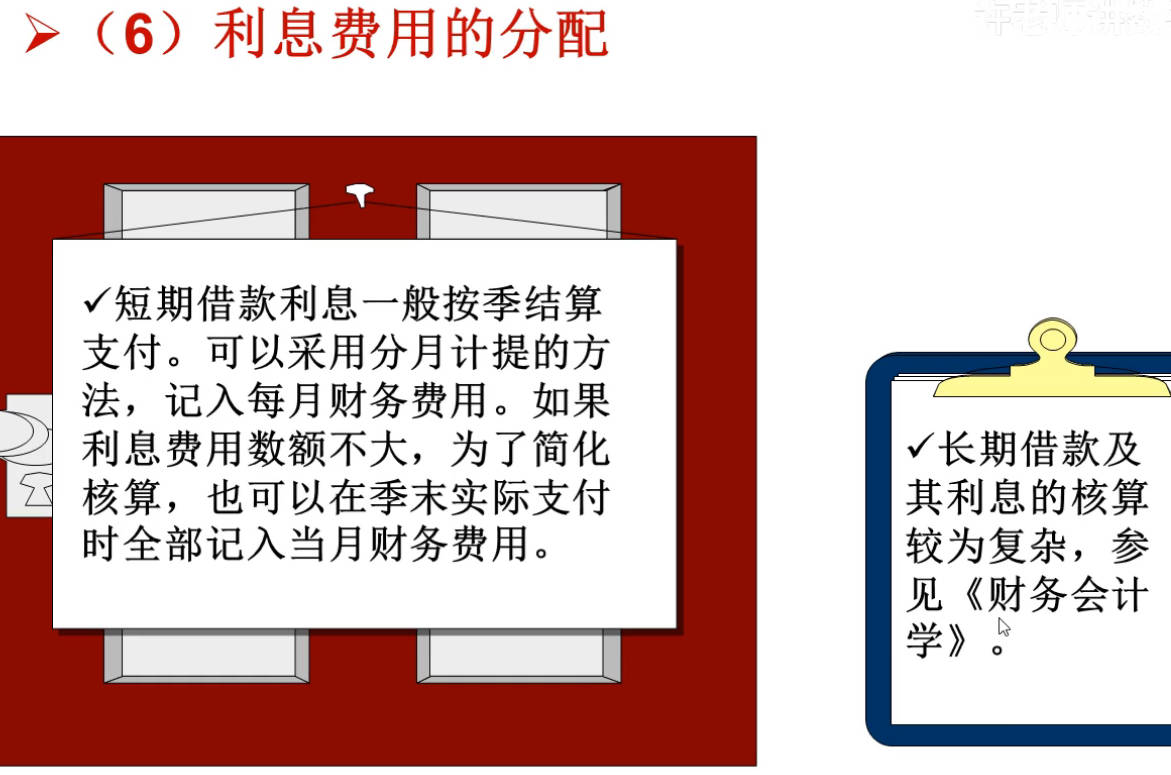 （6）利息费用的分配
✓短期借款利息一般按季结算
支付。可以采用分月计提的方
法，记入每月财务费用。如果
利息费用数额不大，为了简化
核算，也可以在季末实际支付
时全部记入当月财务费用。
✓长期借款及
其利息的核算
较为复杂，参
见《财务会计
学》。